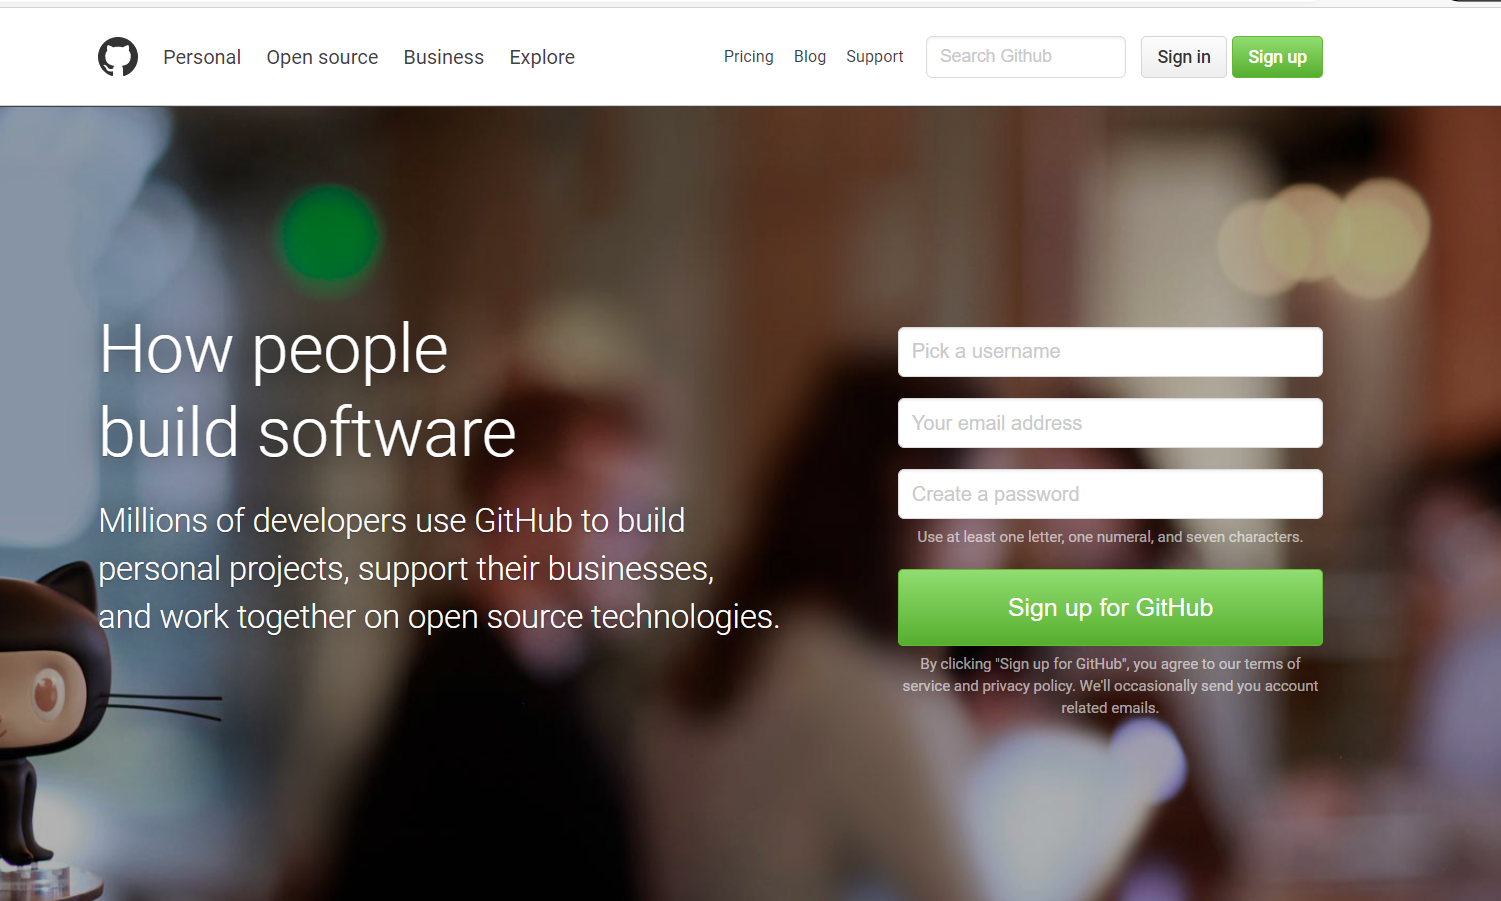 Personal Open source Business Explore Pricing Blog Support Search Github Sign in Sign up
How people
build software
Millions of developers use GitHub to build
personal projects, support their businesses,
and work together on open source technologies.
Pick a username
Your email address
Create a password
Use at least one letter, one numeral, and seven characters.
Sign up for GitHub
By clicking "Sign up for GitHub", you agree to our terms of
service and privacy policy. We'll occasionally send you account
related emails.